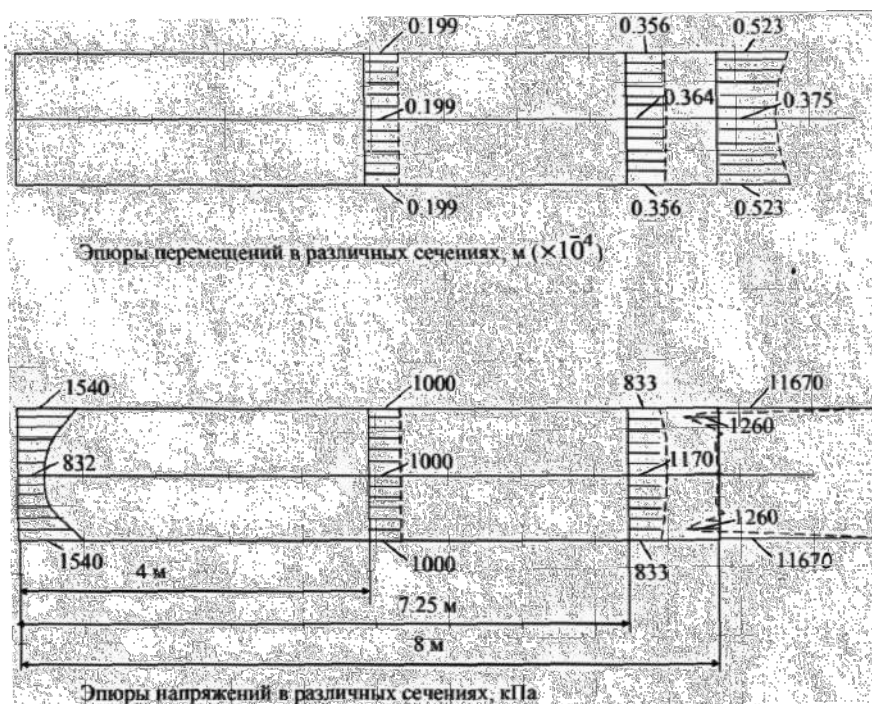 0.199 0.356 0.523
0.199 0.364 0.375
0.199 0.356 0.523
Эпюры перемещений в различных сечениях, м (×10̄⁴)
1540 1000 833 11670
1260
832 1000 1170
1260
1540 1000 833 11670
4 м
7.25 м
8 м
Эпюры напряжений в различных сечениях, кПа